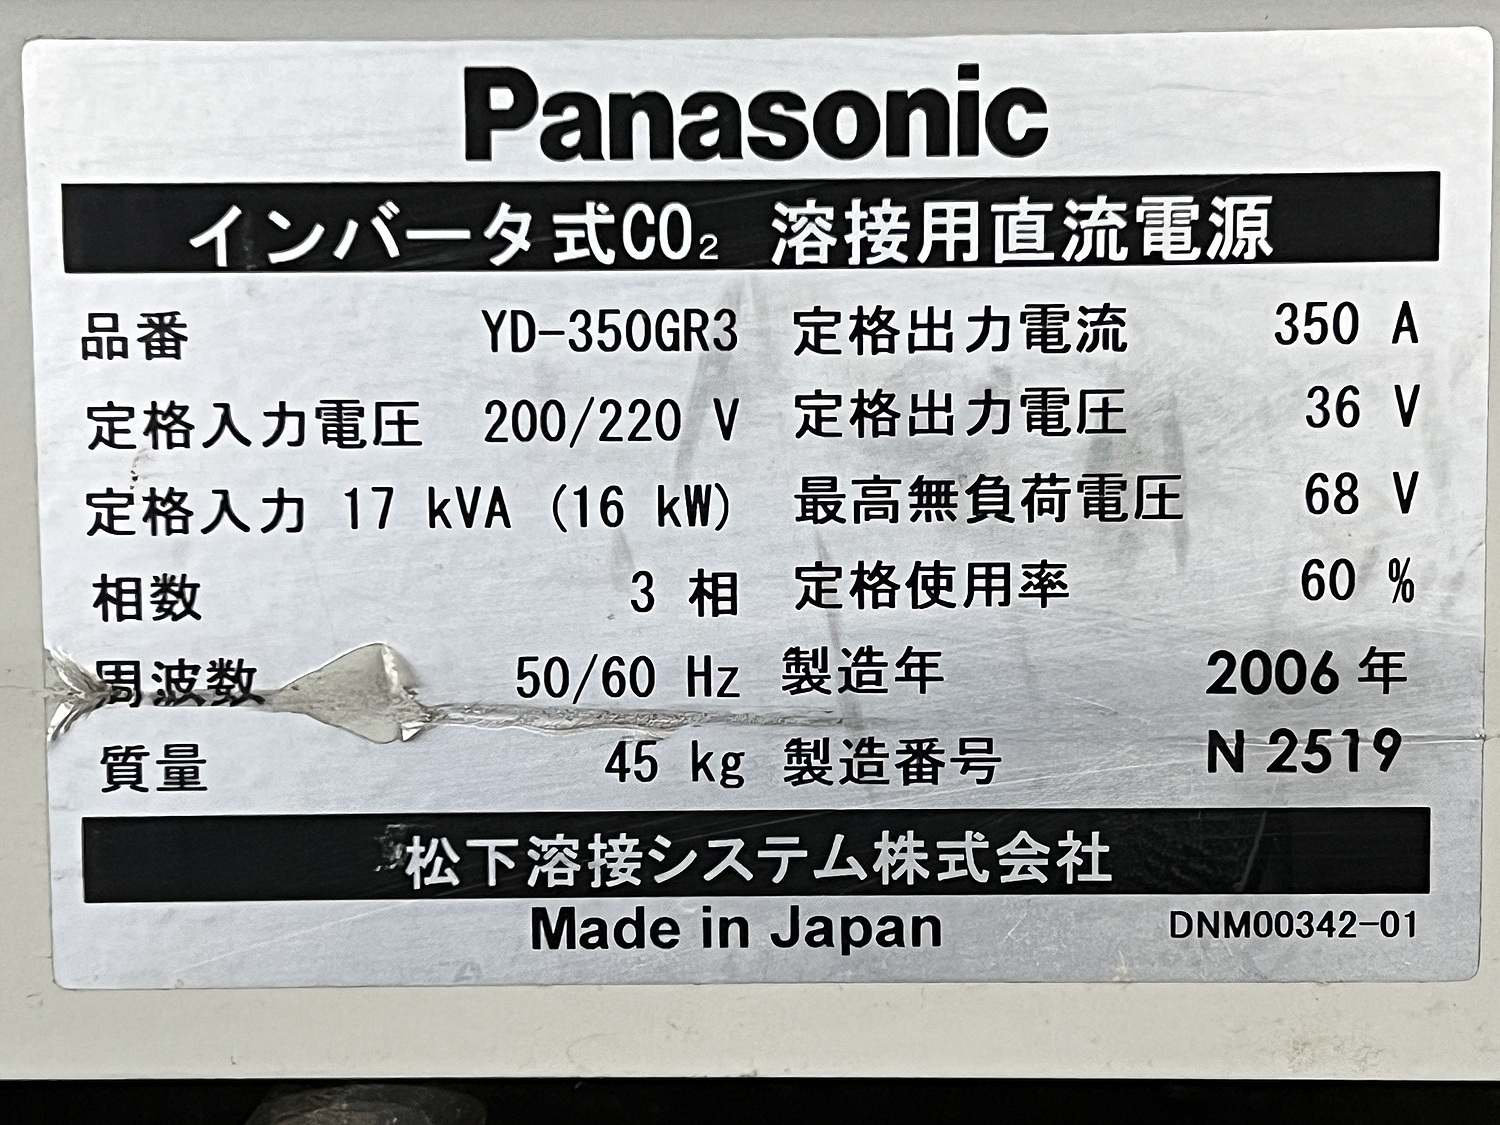 Panasonic
インバータ式CO₂ 溶接用直流電源
品番 YD-350GR3 定格出力電流 350 A
定格入力電圧 200/220 V 定格出力電圧 36 V
定格入力 17 kVA (16 kW) 最高無負荷電圧 68 V
相数 3 相 定格使用率 60 %
周波数 50/60 Hz 製造年 2006 年
質量 45 kg 製造番号 N 2519
松下溶接システム株式会社
Made in Japan DNM00342-01